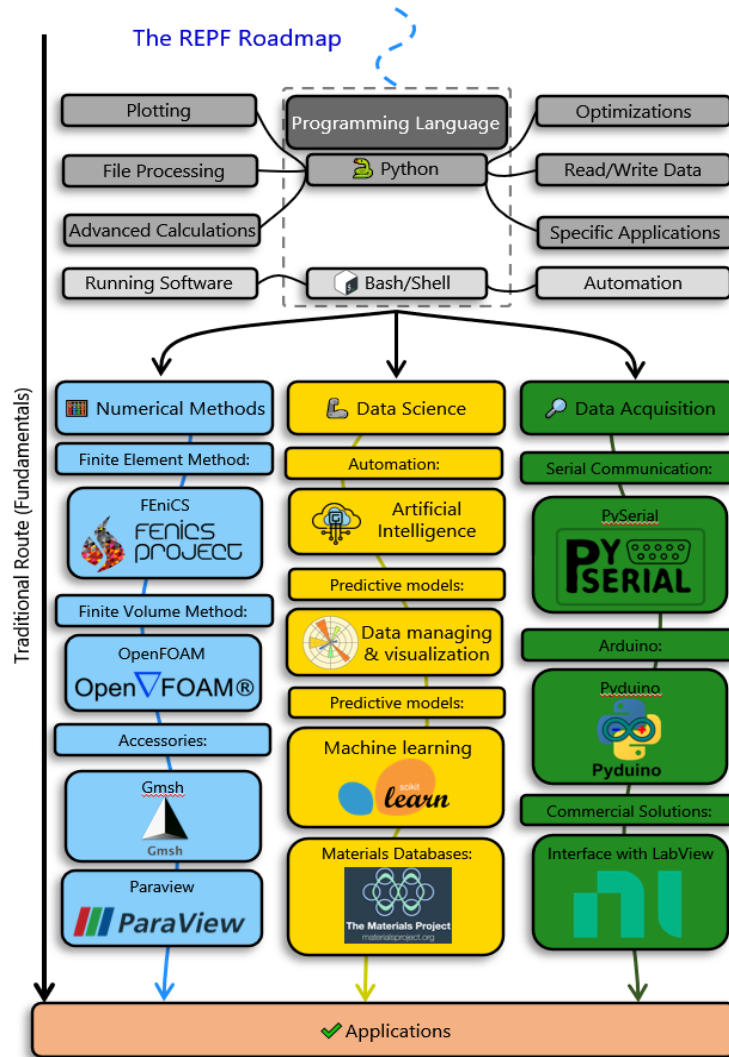 The REPF Roadmap
Traditional Route (Fundamentals)
Plotting
Programming Language
Optimizations
File Processing
Python
Read/Write Data
Advanced Calculations
Specific Applications
Running Software
Bash/Shell
Automation
Numerical Methods
Data Science
Data Acquisition
Finite Element Method:
FEniCS
FENICS
PROJECT
Finite Volume Method:
OpenFOAM
Open∇FOAM®
Accessories:
Gmsh
Gmsh
Paraview
ParaView
Automation:
Artificial
Intelligence
Predictive models:
Data managing
& visualization
Predictive models:
Machine learning
scikit
learn
Materials Databases:
The Materials Project
materialsproject.org
Serial Communication:
PySerial
PY
SERIAL
Arduino:
Pyduino
Pyduino
Commercial Solutions:
Interface with LabView
ni
Applications